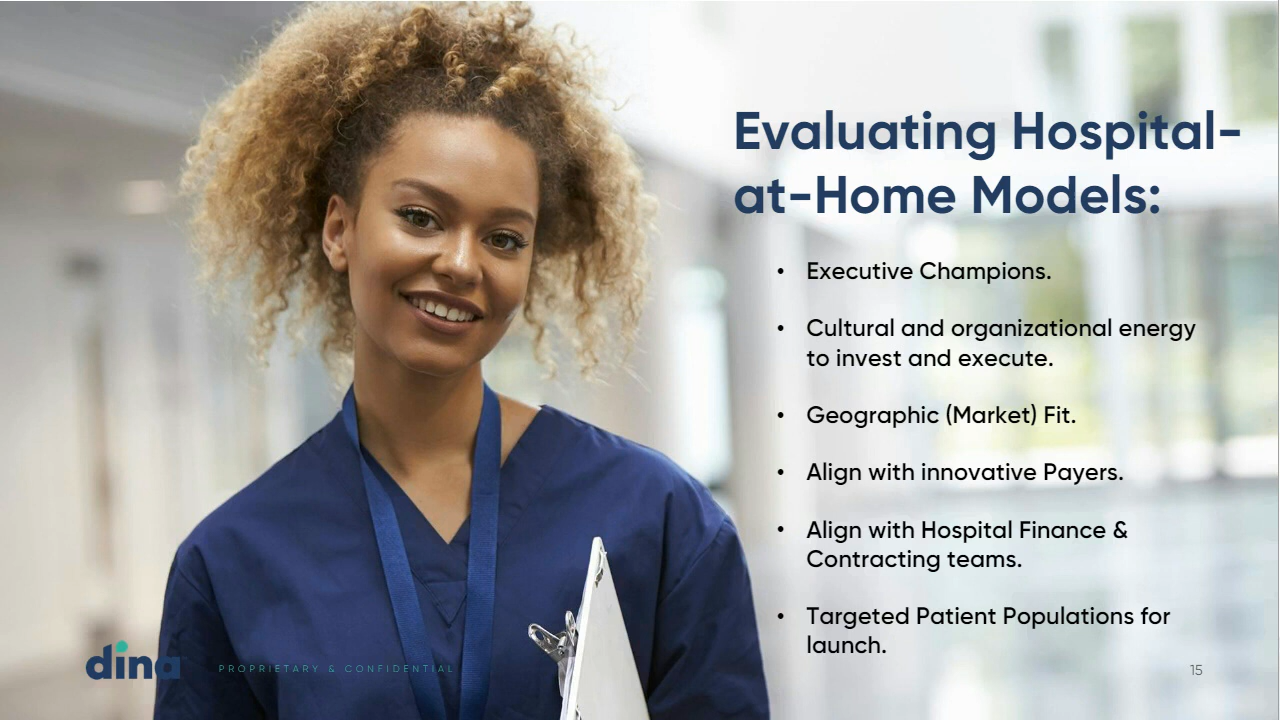 Evaluating Hospital-
at-Home Models:
• Executive Champions.
• Cultural and organizational energy
to invest and execute.
• Geographic (Market) Fit.
• Align with innovative Payers.
• Align with Hospital Finance &
Contracting teams.
• Targeted Patient Populations for
launch.
dina
PROPRIETARY & CONFIDENTIAL
15